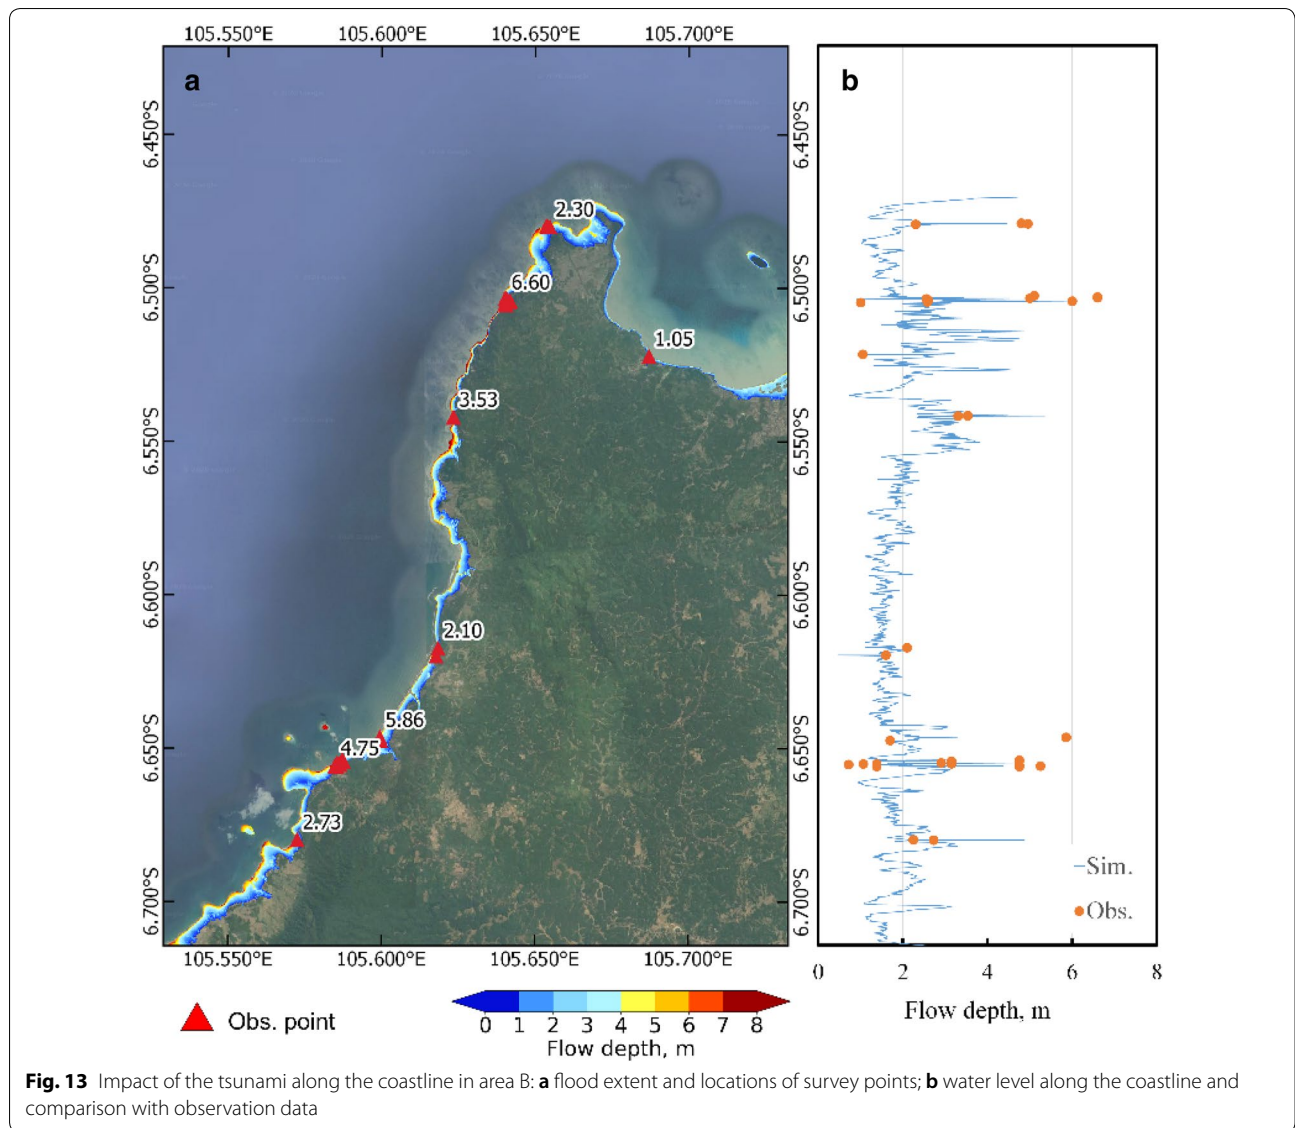 105.550°E 105.600°E 105.650°E 105.700°E
a
b
6.450°S 6.450°S
2.30
6.500°S 6.500°S
6.60
1.05
3.53
6.550°S 6.550°S
6.600°S 6.600°S
2.10
5.86
6.650°S 6.650°S
4.75
2.73
Sim.
6.700°S 6.700°S
Obs.
105.550°E 105.600°E 105.650°E 105.700°E
0 2 4 6 8
Flow depth, m
Obs. point
0 1 2 3 4 5 6 7 8
Flow depth, m
Fig. 13 Impact of the tsunami along the coastline in area B: a flood extent and locations of survey points; b water level along the coastline and
comparison with observation data